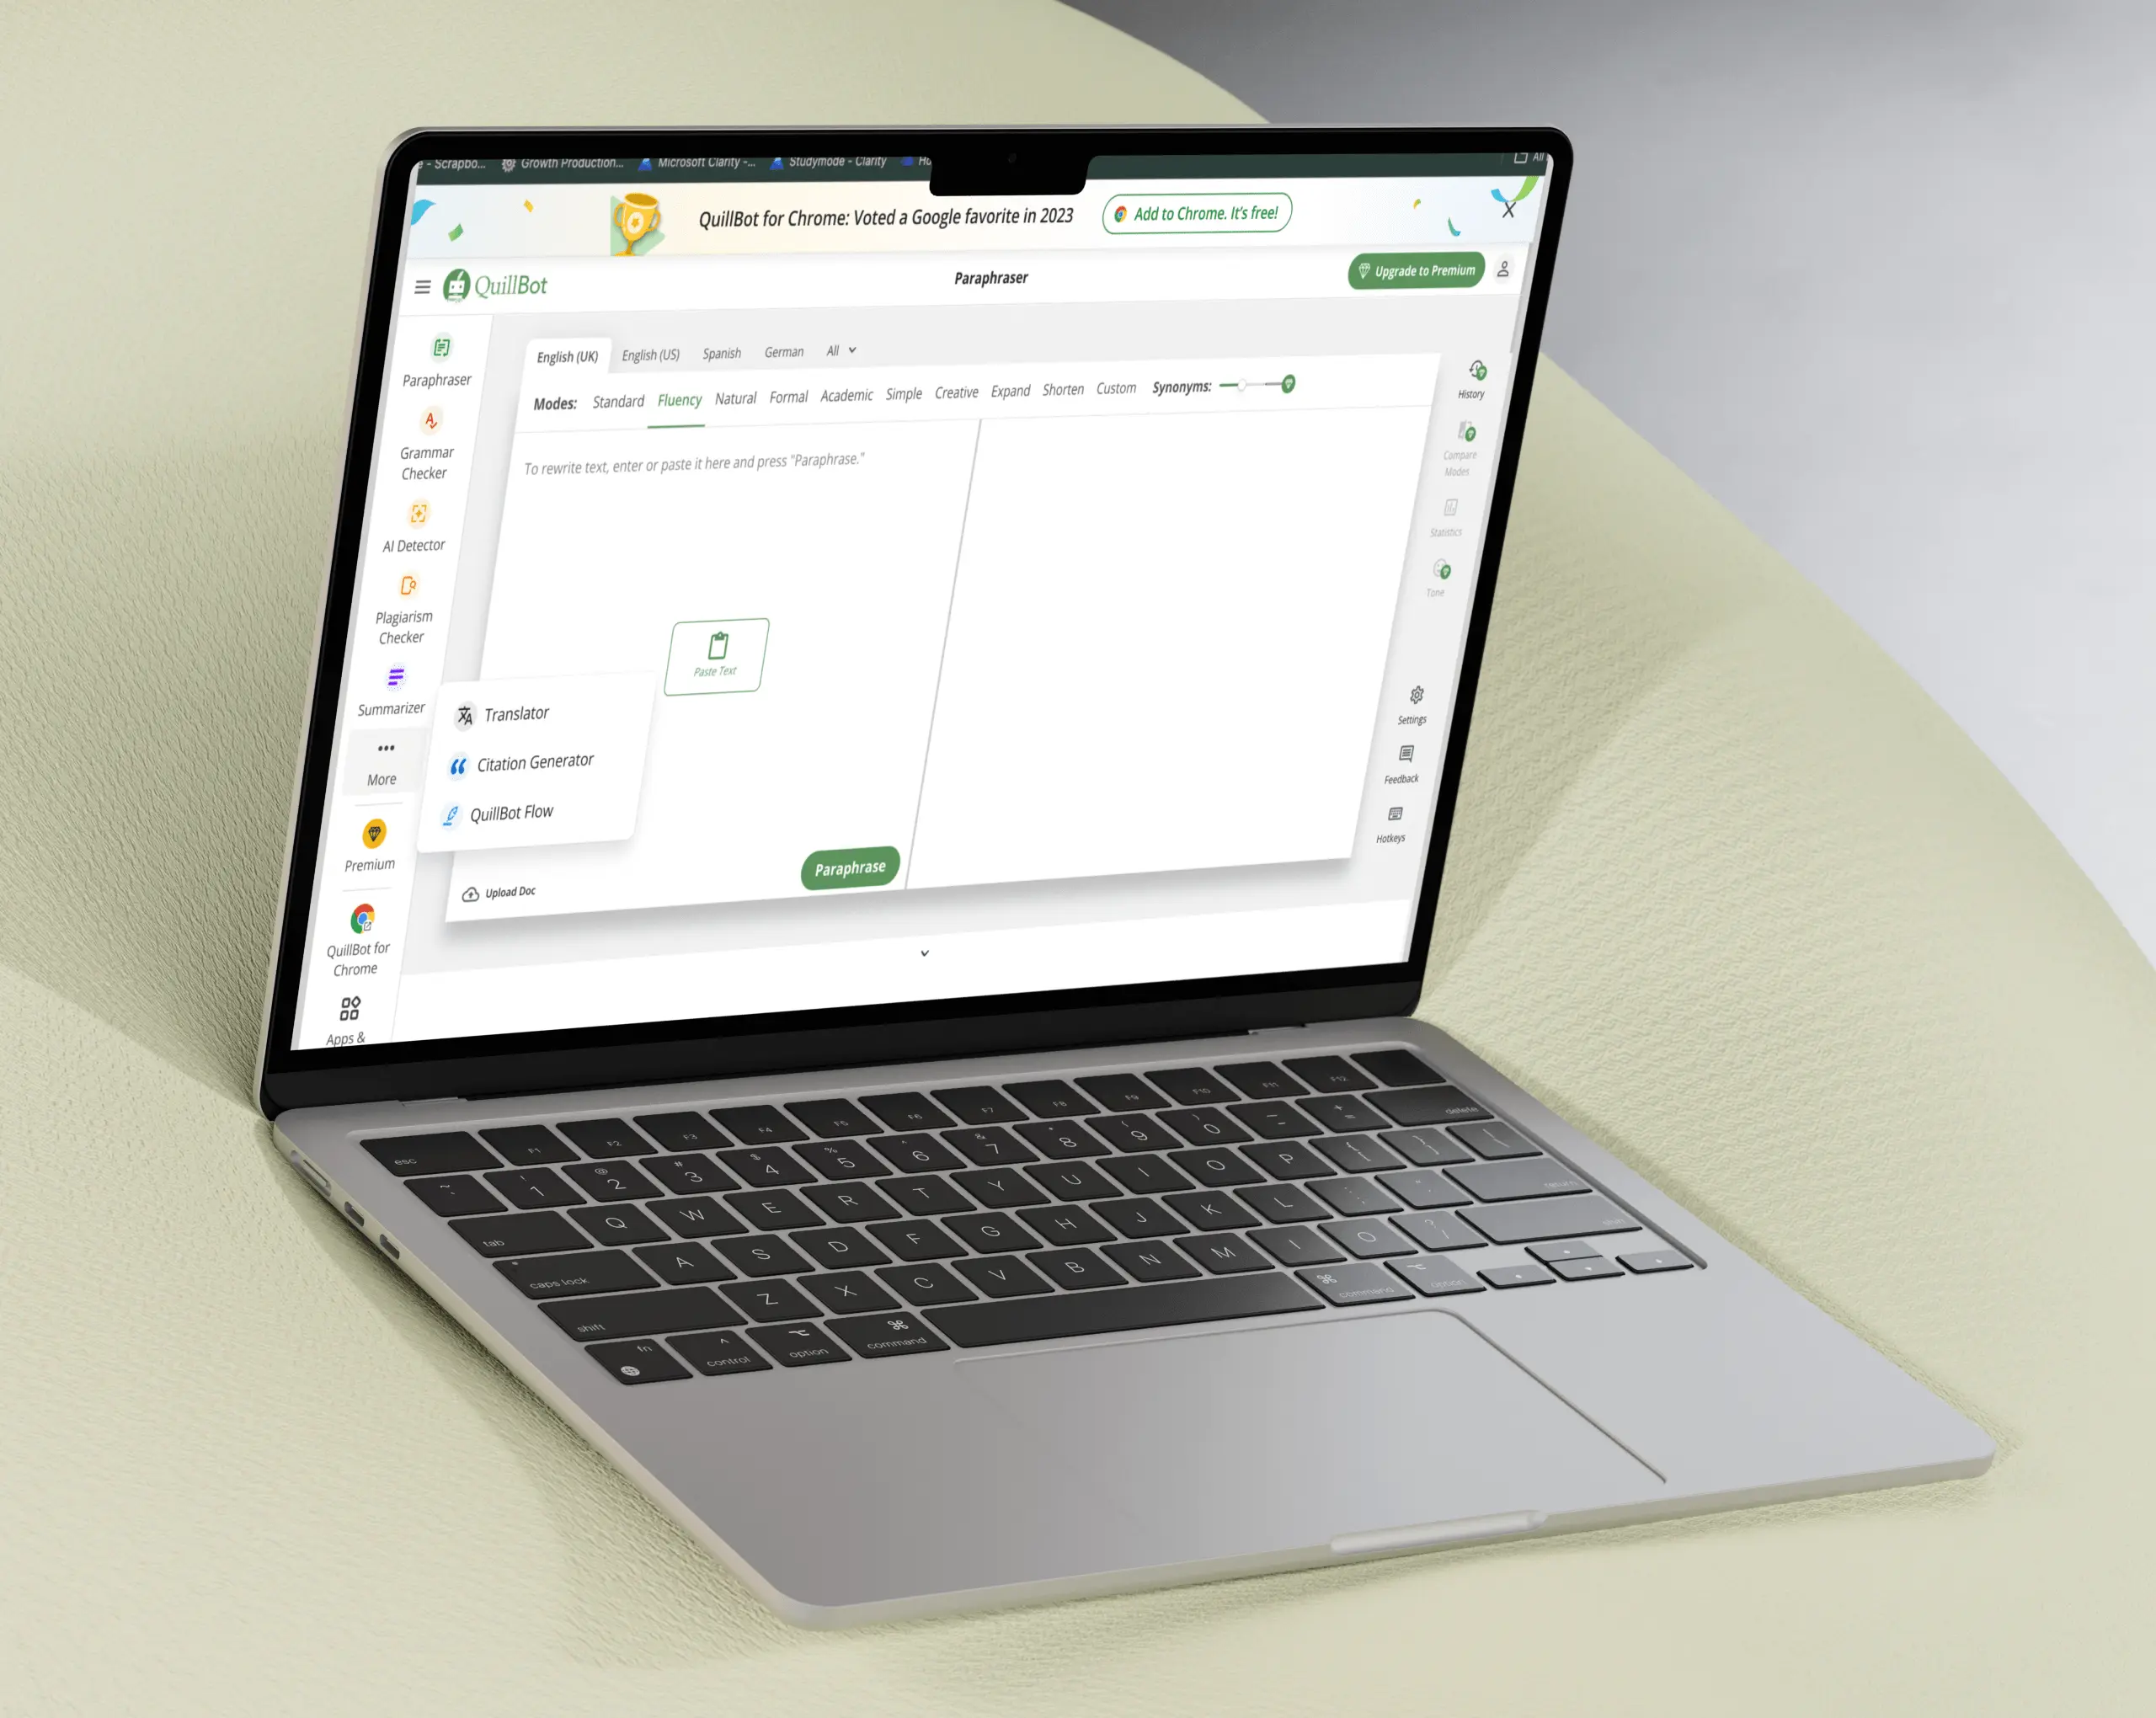 - Scrapbo...
Growth Production...
Microsoft Clarity -...
Studymode - Clarity
All
QuillBot for Chrome: Voted a Google favorite in 2023
Add to Chrome. It's free!
X
QuillBot
Paraphraser
Upgrade to Premium
Paraphraser
Grammar
Checker
AI Detector
Plagiarism
Checker
Summarizer
More
Premium
QuillBot for
Chrome
Apps &
English (UK) English (US) Spanish German All
Modes: Standard Fluency Natural Formal Academic Simple Creative Expand Shorten Custom Synonyms:
To rewrite text, enter or paste it here and press "Paraphrase."
Paste Text
Translator
Citation Generator
QuillBot Flow
Upload Doc
Paraphrase
History
Compare
Modes
Statistics
Tone
Settings
Feedback
Hotkeys
esc F1 F2 F3 F4 F5 F6 F7 F8 F9 F10 F11 F12
1 2 3 4 5 6 7 8 9 0 delete
tab Q W E R T Y U I O P
caps lock A S D F G H J K L return
shift Z X C V B N M shift
fn control option command command option